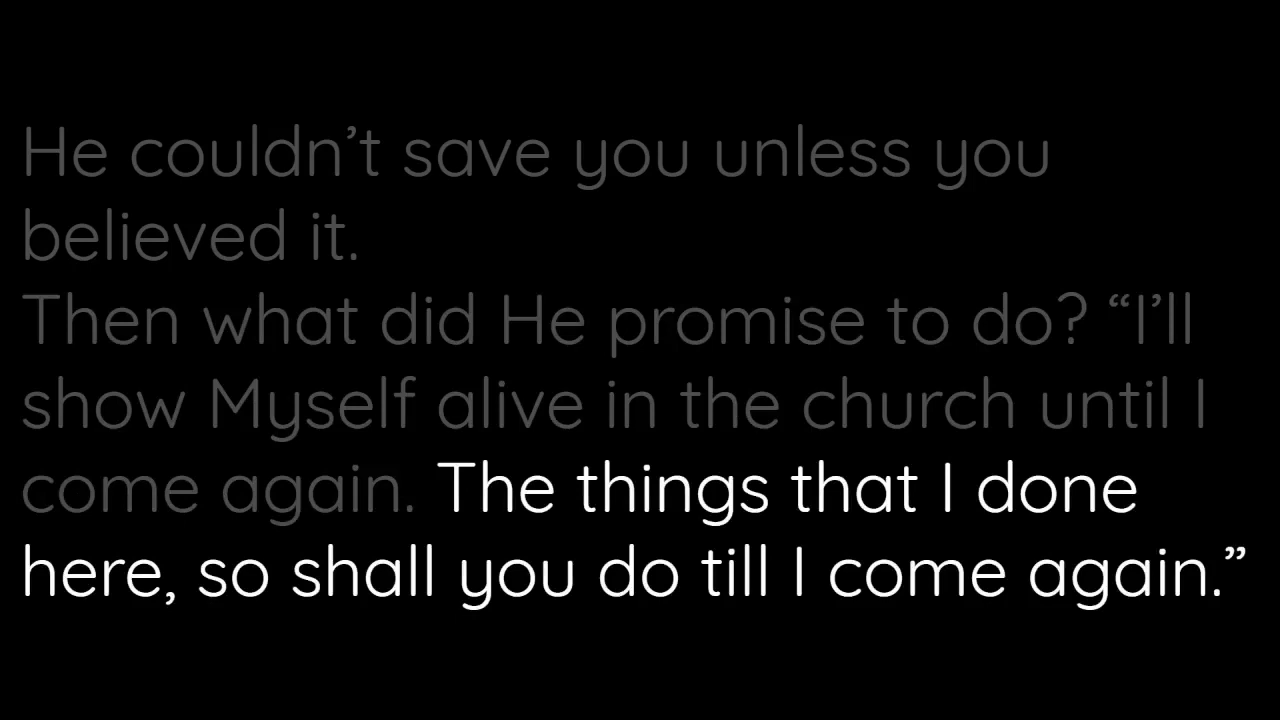 He couldn’t save you unless you
believed it.
Then what did He promise to do? “I’ll
show Myself alive in the church until I
come again. The things that I done
here, so shall you do till I come again.”